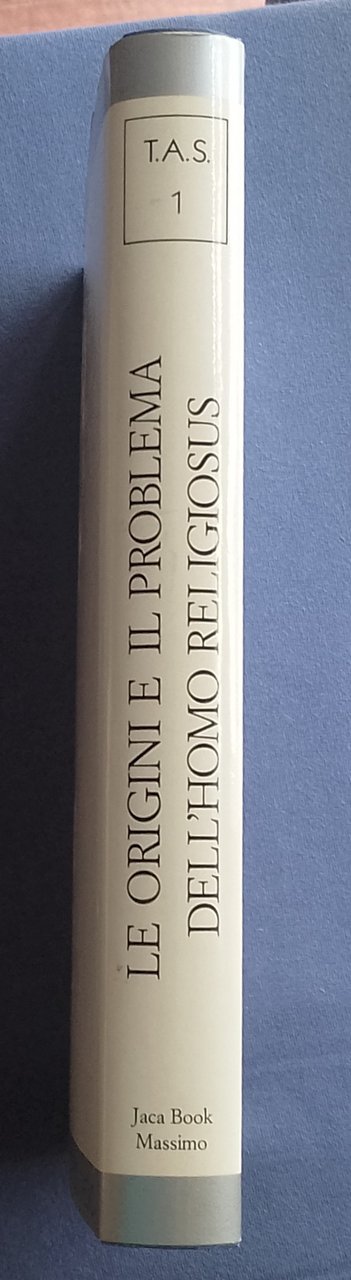 T.A.S.
1
LE ORIGINI E IL PROBLEMA
DELL'HOMO RELIGIOSUS
Jaca Book
Massimo